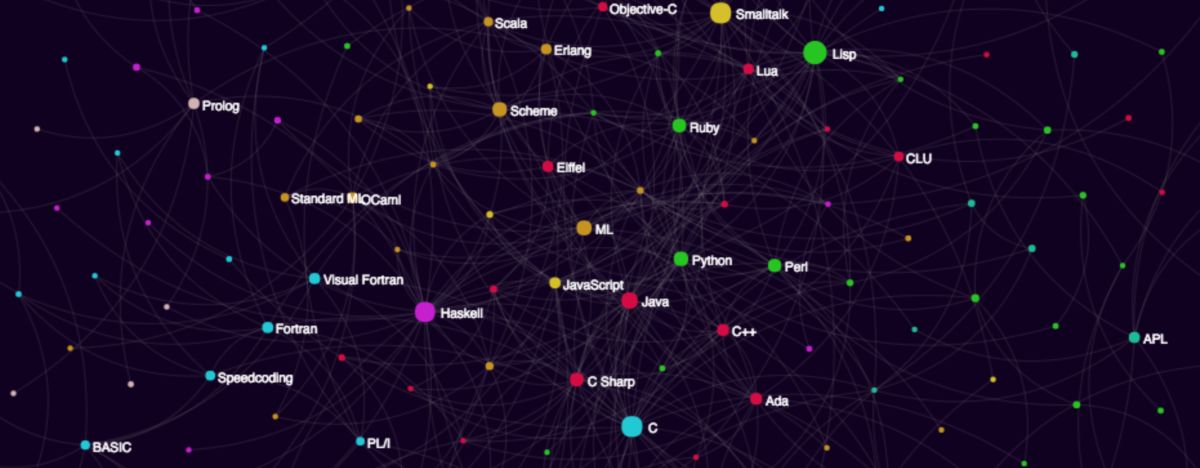 Objective-C
Smalltalk
Scala
Erlang
Lisp
Lua
Prolog
Scheme
Ruby
CLU
Eiffel
Standard ML
OCaml
ML
Python
Perl
Visual Fortran
JavaScript
Java
Haskell
Fortran
C++
APL
Speedcoding
C Sharp
Ada
C
PL/I
BASIC